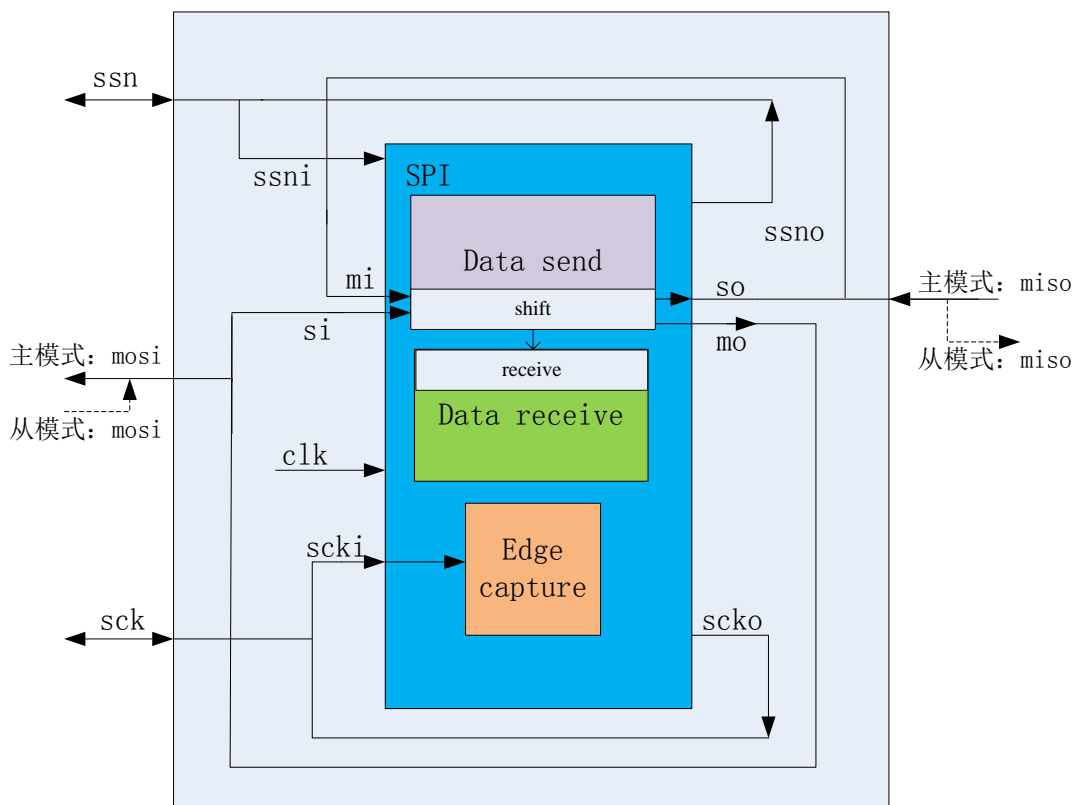 ssn
ssni
SPI
ssno
Data send
mi
so
主模式: miso
shift
si
mo
主模式: mosi
从模式: miso
receive
从模式: mosi
Data receive
clk
scki
Edge
capture
sck
scko